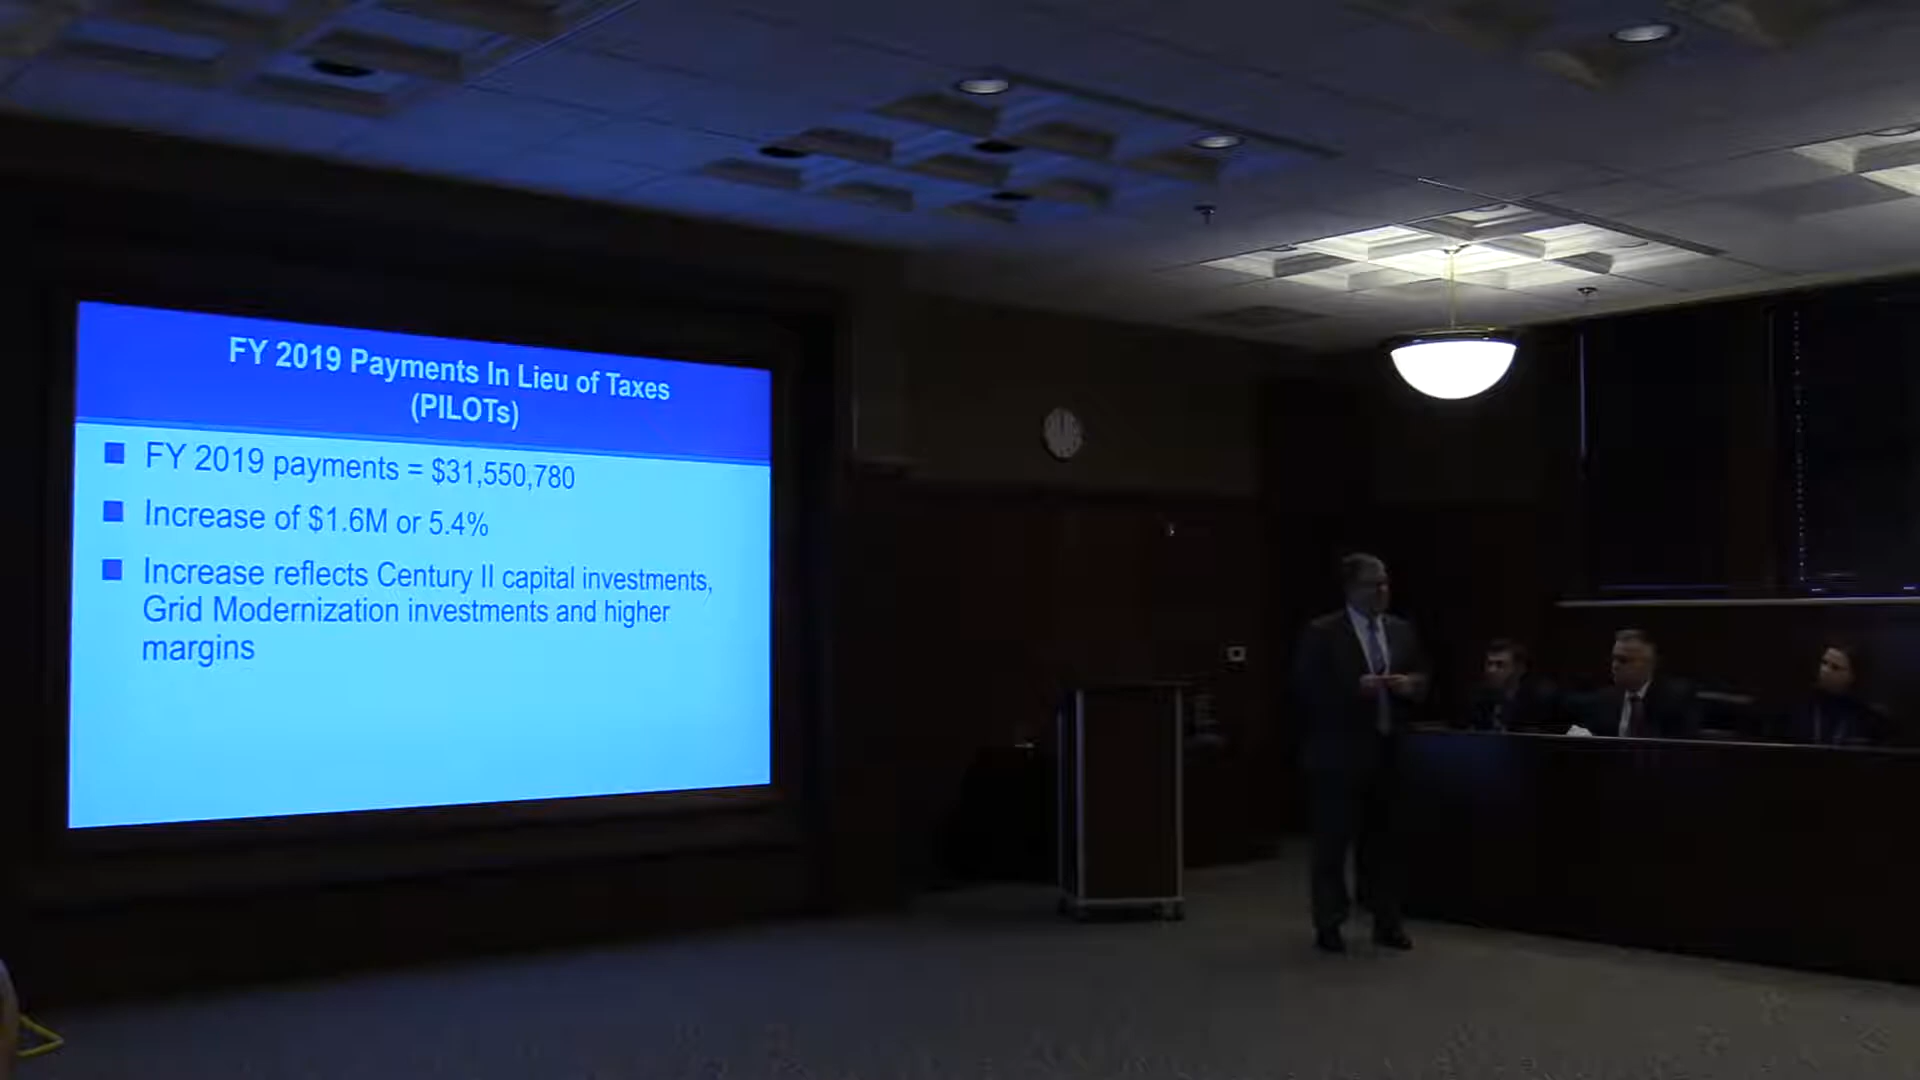 FY 2019 Payments In Lieu of Taxes
(PILOTs)
FY 2019 payments = $31,550,780
Increase of $1.6M or 5.4%
Increase reflects Century II capital investments,
Grid Modernization investments and higher
margins